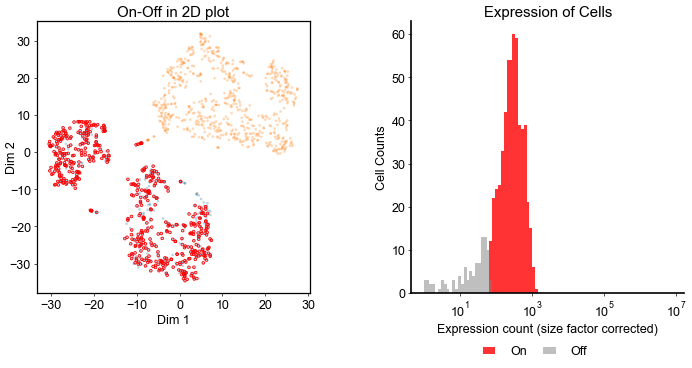 On-Off in 2D plot
30
20
10
0
−10
−20
−30
Dim 2
−30 −20 −10 0 10 20 30
Dim 1
Expression of Cells
60
50
40
30
20
10
0
Cell Counts
10^1 10^3 10^5 10^7
Expression count (size factor corrected)
On Off